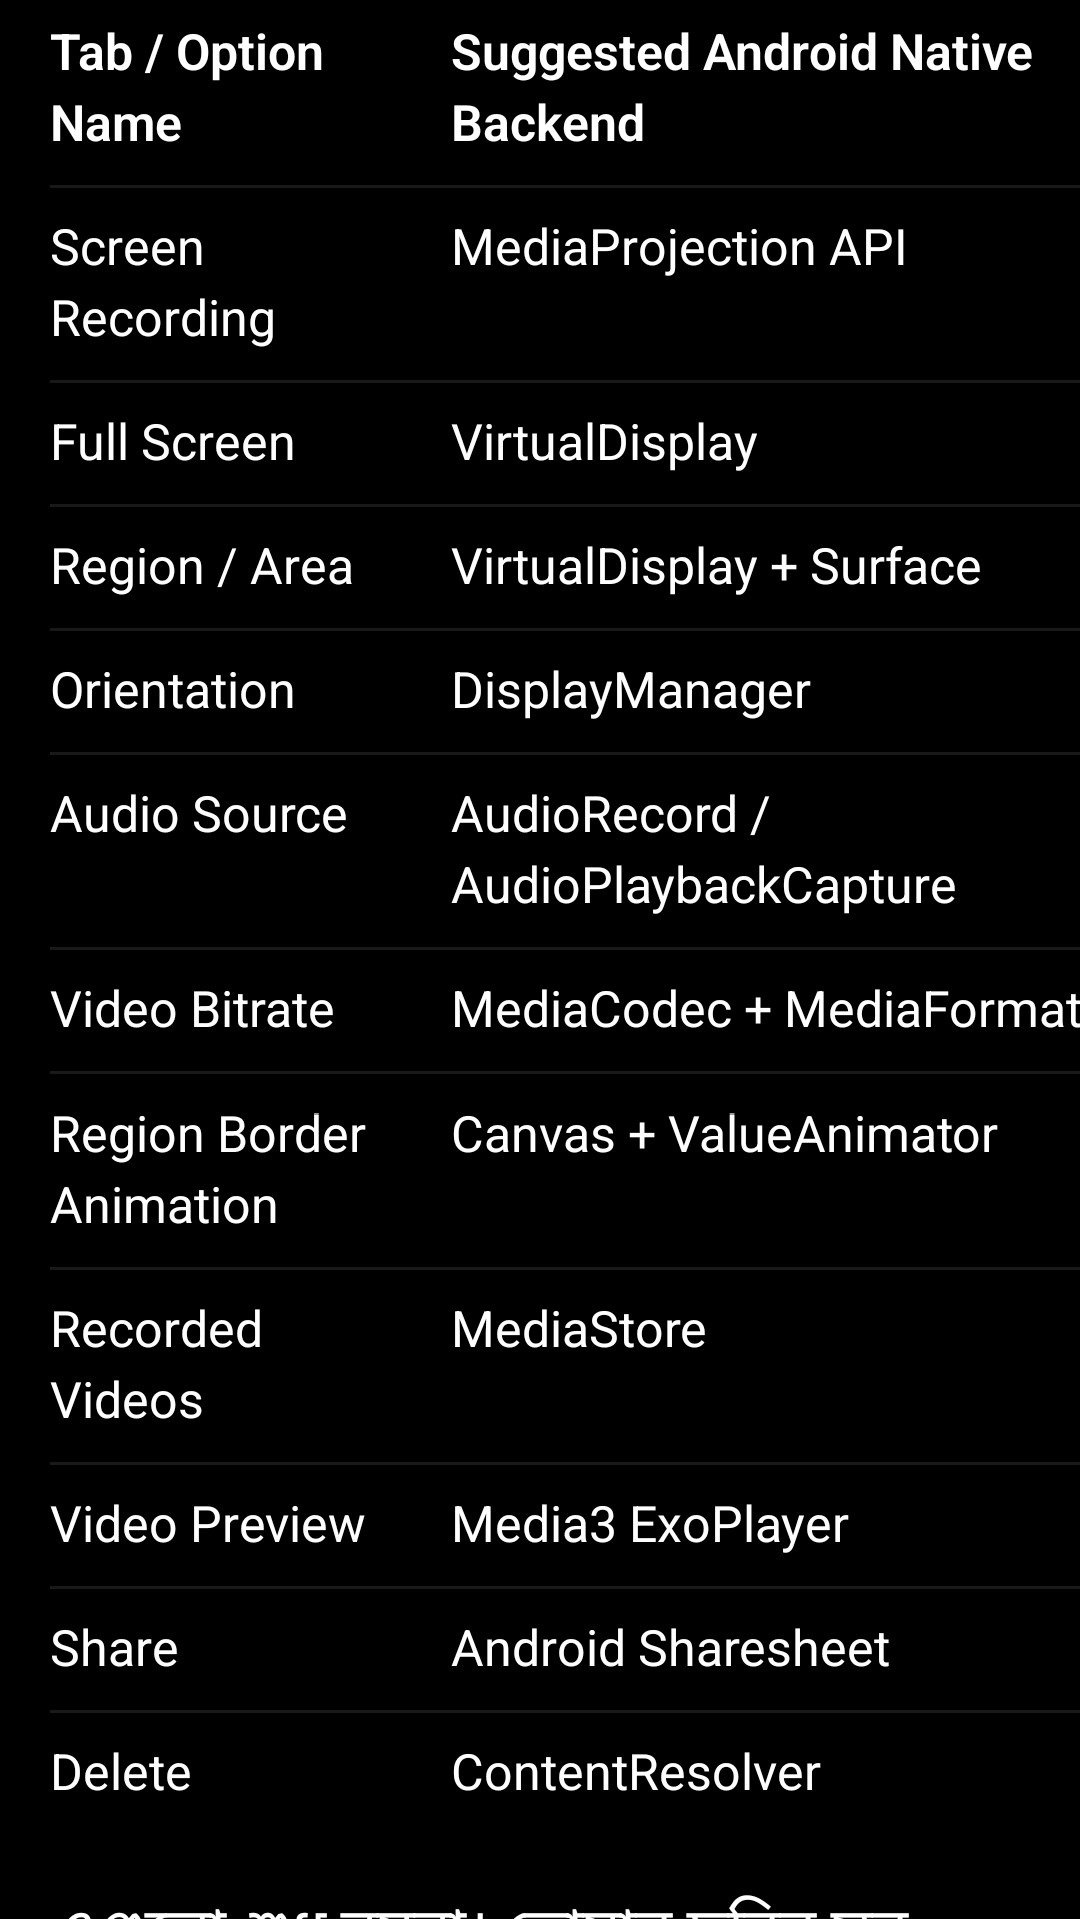 Tab / Option Name
Suggested Android Native Backend
Screen Recording
MediaProjection API
Full Screen
VirtualDisplay
Region / Area
VirtualDisplay + Surface
Orientation
DisplayManager
Audio Source
AudioRecord / AudioPlaybackCapture
Video Bitrate
MediaCodec + MediaFormat
Region Border Animation
Canvas + ValueAnimator
Recorded Videos
MediaStore
Video Preview
Media3 ExoPlayer
Share
Android Sharesheet
Delete
ContentResolver